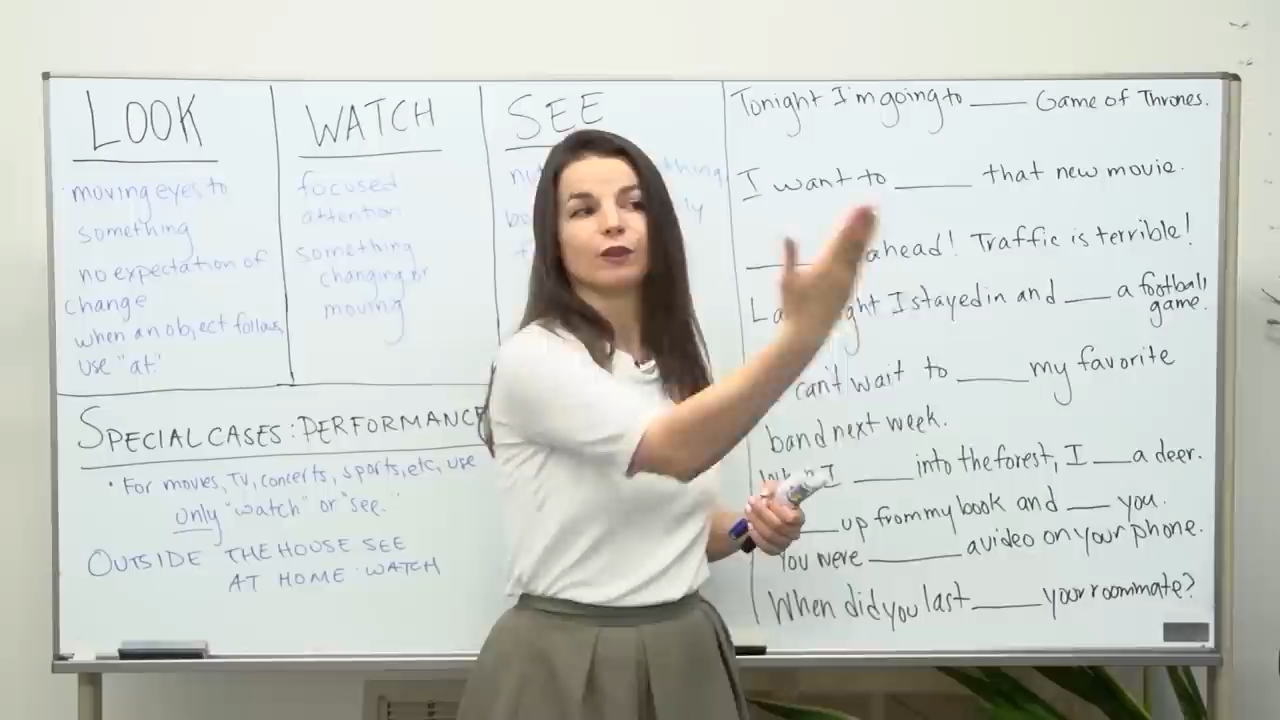 LOOK
moving eyes to
something
no expectation of
change
when an object follows,
use "at."
WATCH
focused
attention
something
changing or
moving
SEE
SPECIAL CASES: PERFORMANCE
• For movies, TV, concerts, sports, etc, use
only "watch" or "see."
OUTSIDE THE HOUSE SEE
AT HOME WATCH
Tonight I'm going to ____ Game of Thrones.
I want to ____ that new movie.
____ ahead! Traffic is terrible!
I stayed in and ____ a football
game.
can't wait to ____ my favorite
band next week.
I ____ into the forest, I ____ a deer.
____ up from my book and ____ you.
You were ____ a video on your phone.
When did you last ____ your roommate?